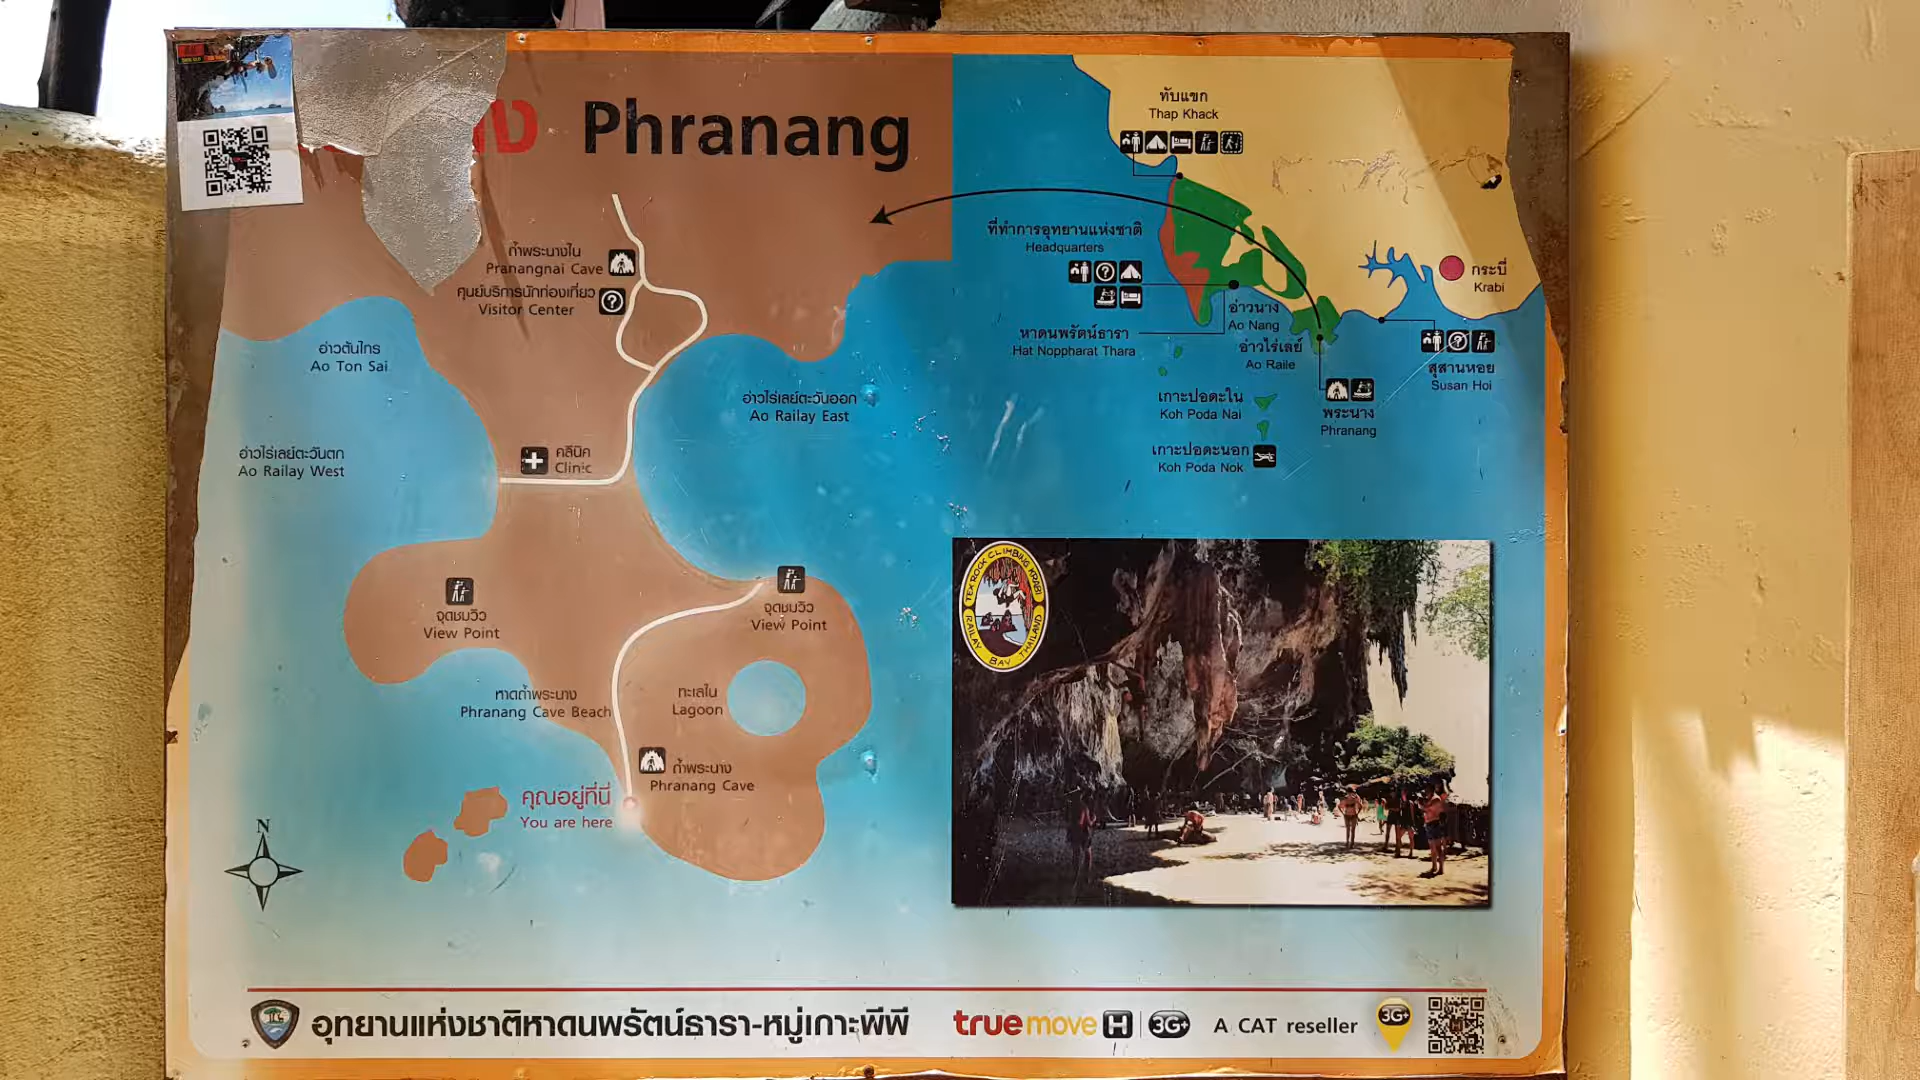 Phranang
ถ้ำพระนางใน
Pranangnai Cave
ศูนย์บริการนักท่องเที่ยว
Visitor Center
อ่าวต้นไทร
Ao Ton Sai
อ่าวไร่เลย์ตะวันออก
Ao Railay East
อ่าวไร่เลย์ตะวันตก
Ao Railay West
คลีนิค
Clinic
จุดชมวิว
View Point
จุดชมวิว
View Point
หาดถ้ำพระนาง
Phranang Cave Beach
ทะเลใน
Lagoon
ถ้ำพระนาง
Phranang Cave
คุณอยู่ที่นี่
You are here
N
ทับแขก
Thap Khack
ที่ทำการอุทยานแห่งชาติ
Headquarters
หาดนพรัตน์ธารา
Hat Noppharat Thara
อ่าวนาง
Ao Nang
อ่าวไร่เลย์
Ao Raile
กระบี่
Krabi
สุสานหอย
Susan Hoi
พระนาง
Phranang
เกาะปอดะใน
Koh Poda Nai
เกาะปอดะนอก
Koh Poda Nok
TEX ROCK CLIMBING KRABI
RAILAY BAY THAILAND
อุทยานแห่งชาติหาดนพรัตน์ธารา-หมู่เกาะพีพี
truemove H 3G+ A CAT reseller 3G+